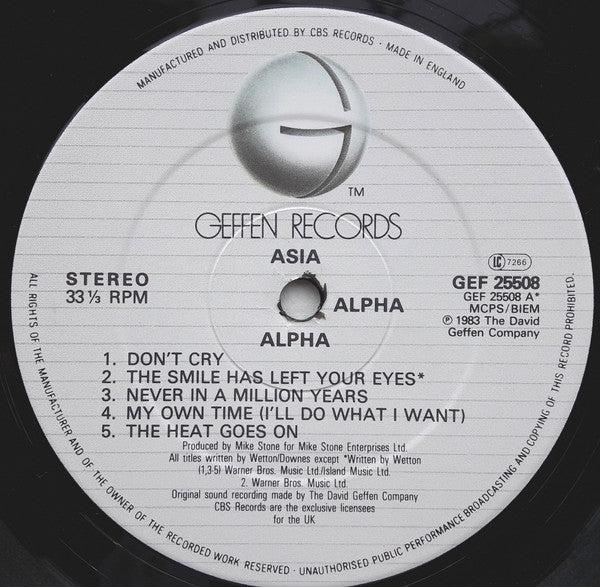 MANUFACTURED AND DISTRIBUTED BY CBS RECORDS · MADE IN ENGLAND
G
TM
GEFFEN RECORDS
ASIA
LC 7266
STEREO
33 ⅓ RPM
GEF 25508
GEF 25508 A*
MCPS/BIEM
℗ 1983 The David
Geffen Company
ALPHA
ALPHA
1. DON'T CRY
2. THE SMILE HAS LEFT YOUR EYES*
3. NEVER IN A MILLION YEARS
4. MY OWN TIME (I'LL DO WHAT I WANT)
5. THE HEAT GOES ON
Produced by Mike Stone for Mike Stone Enterprises Ltd.
All titles written by Wetton/Downes except *Written by Wetton
(1,3-5) Warner Bros. Music Ltd./Island Music Ltd.
2. Warner Bros. Music Ltd.
Original sound recording made by The David Geffen Company
CBS Records are the exclusive licensees
for the UK
ALL RIGHTS OF THE MANUFACTURER AND OF THE OWNER OF THE RECORDED WORK RESERVED · UNAUTHORISED PUBLIC PERFORMANCE BROADCASTING AND COPYING OF THIS RECORD PROHIBITED.